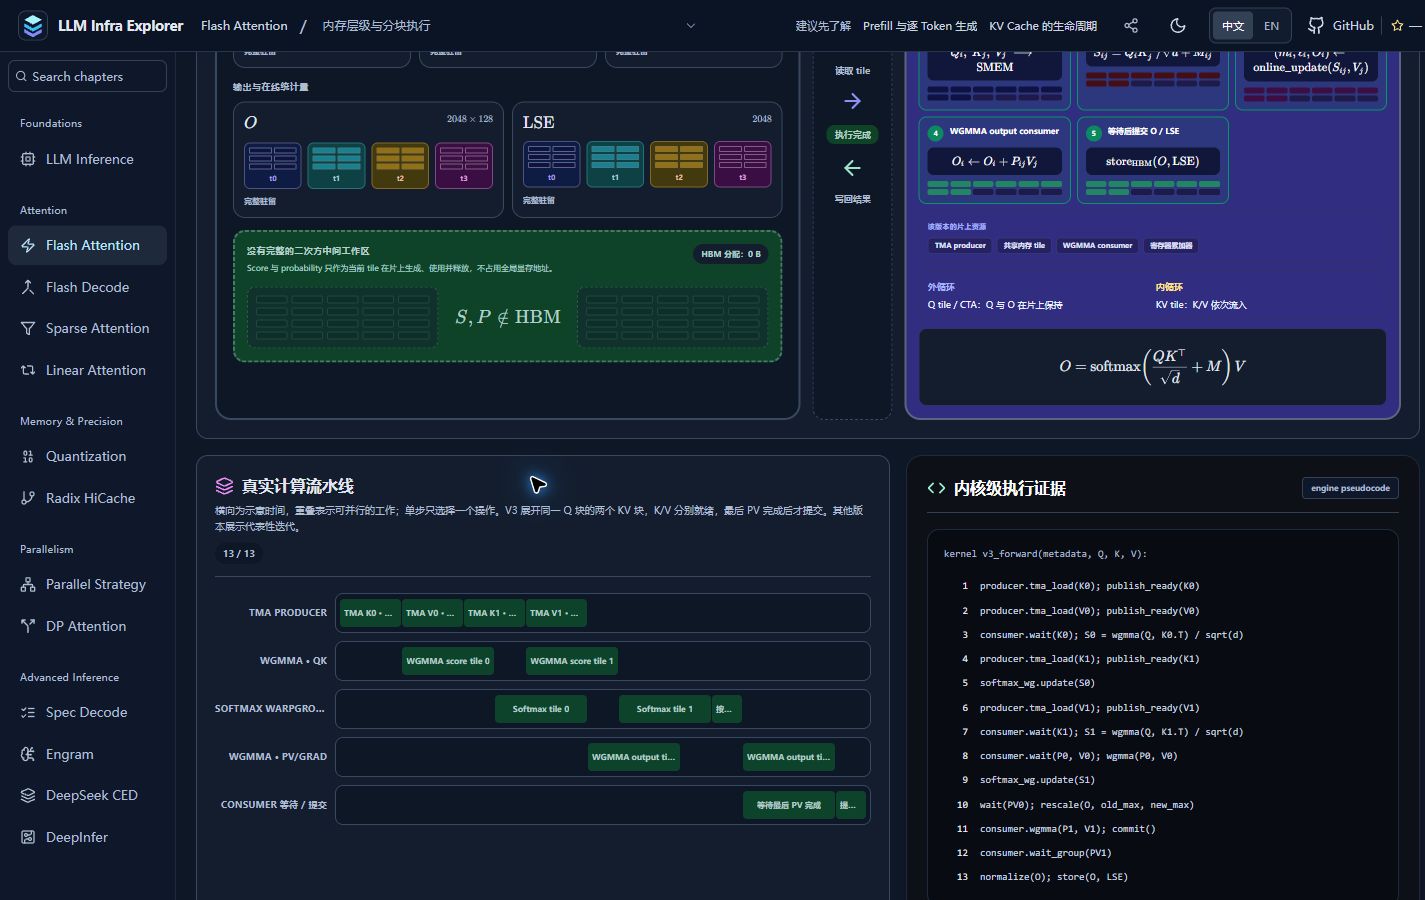 LLM Infra Explorer
Flash Attention / 内存层级与分块执行
建议先了解 Prefill 与逐 Token 生成 KV Cache 的生命周期
中文 EN
GitHub
Search chapters
Foundations
LLM Inference
Attention
Flash Attention
Flash Decode
Sparse Attention
Linear Attention
Memory & Precision
Quantization
Radix HiCache
Parallelism
Parallel Strategy
DP Attention
Advanced Inference
Spec Decode
Engram
DeepSeek CED
DeepInfer
输出与在线统计量
O 2048 × 128
t0 t1 t2 t3
完整驻留
LSE 2048
t0 t1 t2 t3
完整驻留
没有完整的二次方中间工作区
Score 与 probability 只作为当前 tile 在片上生成、使用并释放，不占用全局显存地址。
HBM 分配：0 B
S, P ∉ HBM
读取 tile
执行完成
写回结果
SMEM
online_update(Sij, Vj)
4 WGMMA output consumer
Oi ← Oi + PijVj
5 等待后提交 O / LSE
storeHBM(O, LSE)
该版本的片上资源
TMA producer 共享内存 tile WGMMA consumer 寄存器累加器
外循环
Q tile / CTA：Q 与 O 在片上保持
内循环
KV tile：K/V 依次流入
O = softmax(QK⊤/√d + M) V
真实计算流水线
横向为示意时间，重叠表示可并行的工作；单步只选择一个操作。V3 展开同一 Q 块的两个 KV 块，K/V 分别就绪，最后 PV 完成后才提交。其他版
本展示代表性迭代。
13 / 13
TMA PRODUCER
TMA K0 • ... TMA V0 • ... TMA K1 • ... TMA V1 • ...
WGMMA • QK
WGMMA score tile 0 WGMMA score tile 1
SOFTMAX WARPGRO...
Softmax tile 0 Softmax tile 1 按...
WGMMA • PV/GRAD
WGMMA output ti... WGMMA output ti...
CONSUMER 等待 / 提交
等待最后 PV 完成 提...
内核级执行证据
engine pseudocode
kernel v3_forward(metadata, Q, K, V):
1 producer.tma_load(K0); publish_ready(K0)
2 producer.tma_load(V0); publish_ready(V0)
3 consumer.wait(K0); S0 = wgmma(Q, K0.T) / sqrt(d)
4 producer.tma_load(K1); publish_ready(K1)
5 softmax_wg.update(S0)
6 producer.tma_load(V1); publish_ready(V1)
7 consumer.wait(K1); S1 = wgmma(Q, K1.T) / sqrt(d)
8 consumer.wait(P0, V0); wgmma(P0, V0)
9 softmax_wg.update(S1)
10 wait(PV0); rescale(O, old_max, new_max)
11 consumer.wgmma(P1, V1); commit()
12 consumer.wait_group(PV1)
13 normalize(O); store(O, LSE)